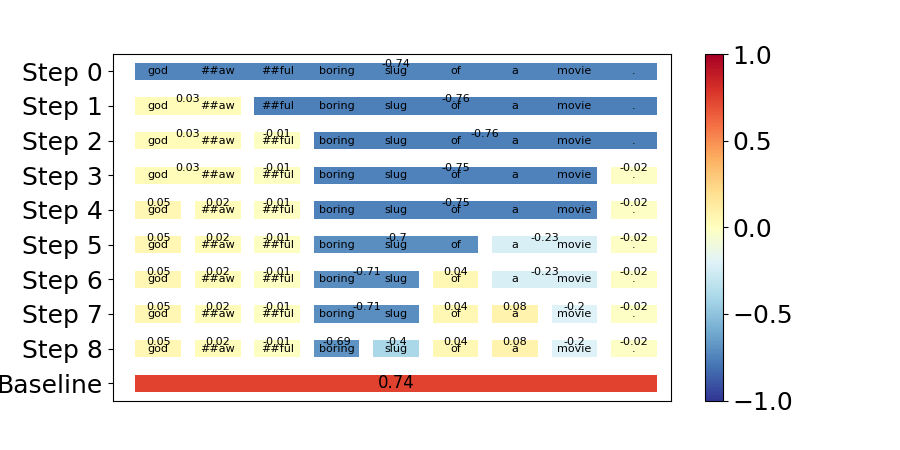 Step 0 god ##aw ##ful boring slug of a movie . -0.74
Step 1 god ##aw ##ful boring slug of a movie . 0.03 -0.76
Step 2 god ##aw ##ful boring slug of a movie . 0.03 -0.01 -0.76
Step 3 god ##aw ##ful boring slug of a movie . 0.03 -0.01 -0.75 -0.02
Step 4 god ##aw ##ful boring slug of a movie . 0.05 0.02 -0.01 -0.75 -0.02
Step 5 god ##aw ##ful boring slug of a movie . 0.05 0.02 -0.01 -0.7 -0.23 -0.02
Step 6 god ##aw ##ful boring slug of a movie . 0.05 0.02 -0.01 -0.71 0.04 -0.23 -0.02
Step 7 god ##aw ##ful boring slug of a movie . 0.05 0.02 -0.01 -0.71 0.04 0.08 -0.2 -0.02
Step 8 god ##aw ##ful boring slug of a movie . 0.05 0.02 -0.01 -0.69 -0.4 0.04 0.08 -0.2 -0.02
Baseline 0.74
1.0
0.5
0.0
−0.5
−1.0